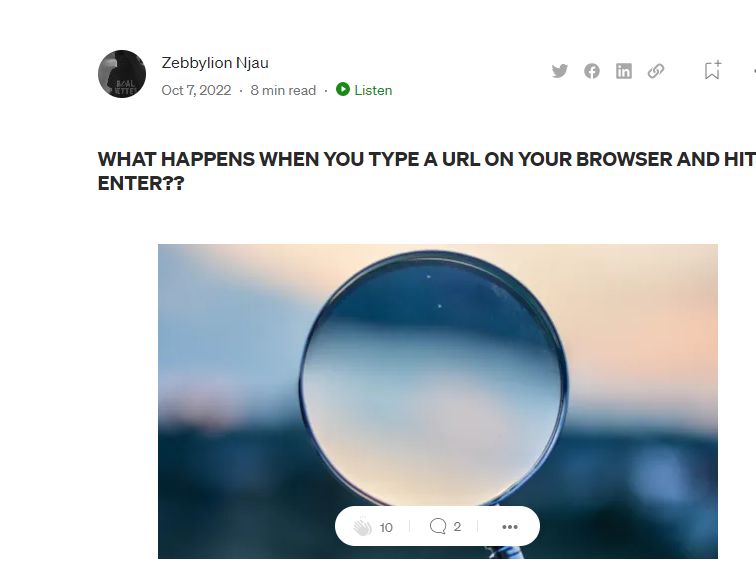 Zebbylion Njau
Oct 7, 2022 · 8 min read · Listen
WHAT HAPPENS WHEN YOU TYPE A URL ON YOUR BROWSER AND HIT
ENTER??
10 2